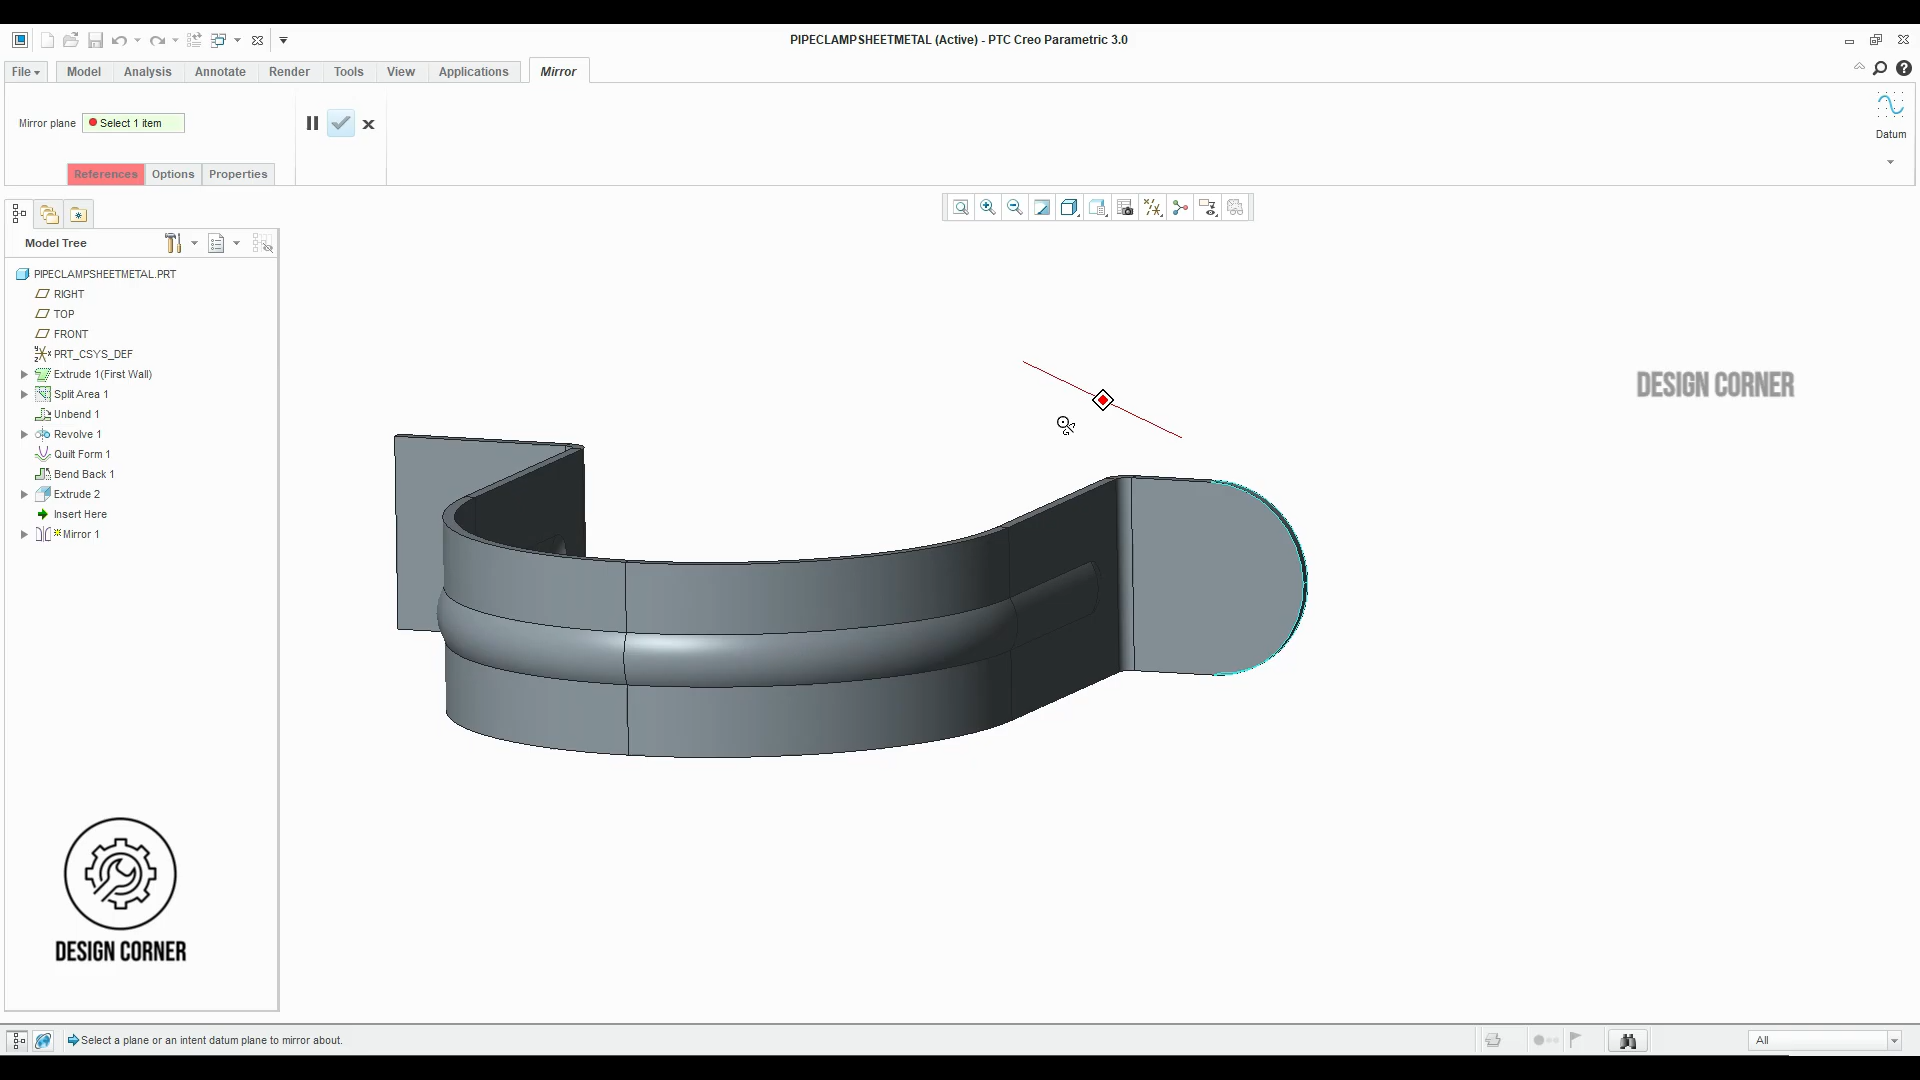 PIPECLAMPSHEETMETAL (Active) - PTC Creo Parametric 3.0
File Model Analysis Annotate Render Tools View Applications Mirror
Mirror plane Select 1 item
Datum
References Options Properties
Model Tree
PIPECLAMPSHEETMETAL.PRT
RIGHT
TOP
FRONT
PRT_CSYS_DEF
Extrude 1(First Wall)
Split Area 1
Unbend 1
Revolve 1
Quilt Form 1
Bend Back 1
Extrude 2
Insert Here
Mirror 1
DESIGN CORNER
DESIGN CORNER
Select a plane or an intent datum plane to mirror about.
All